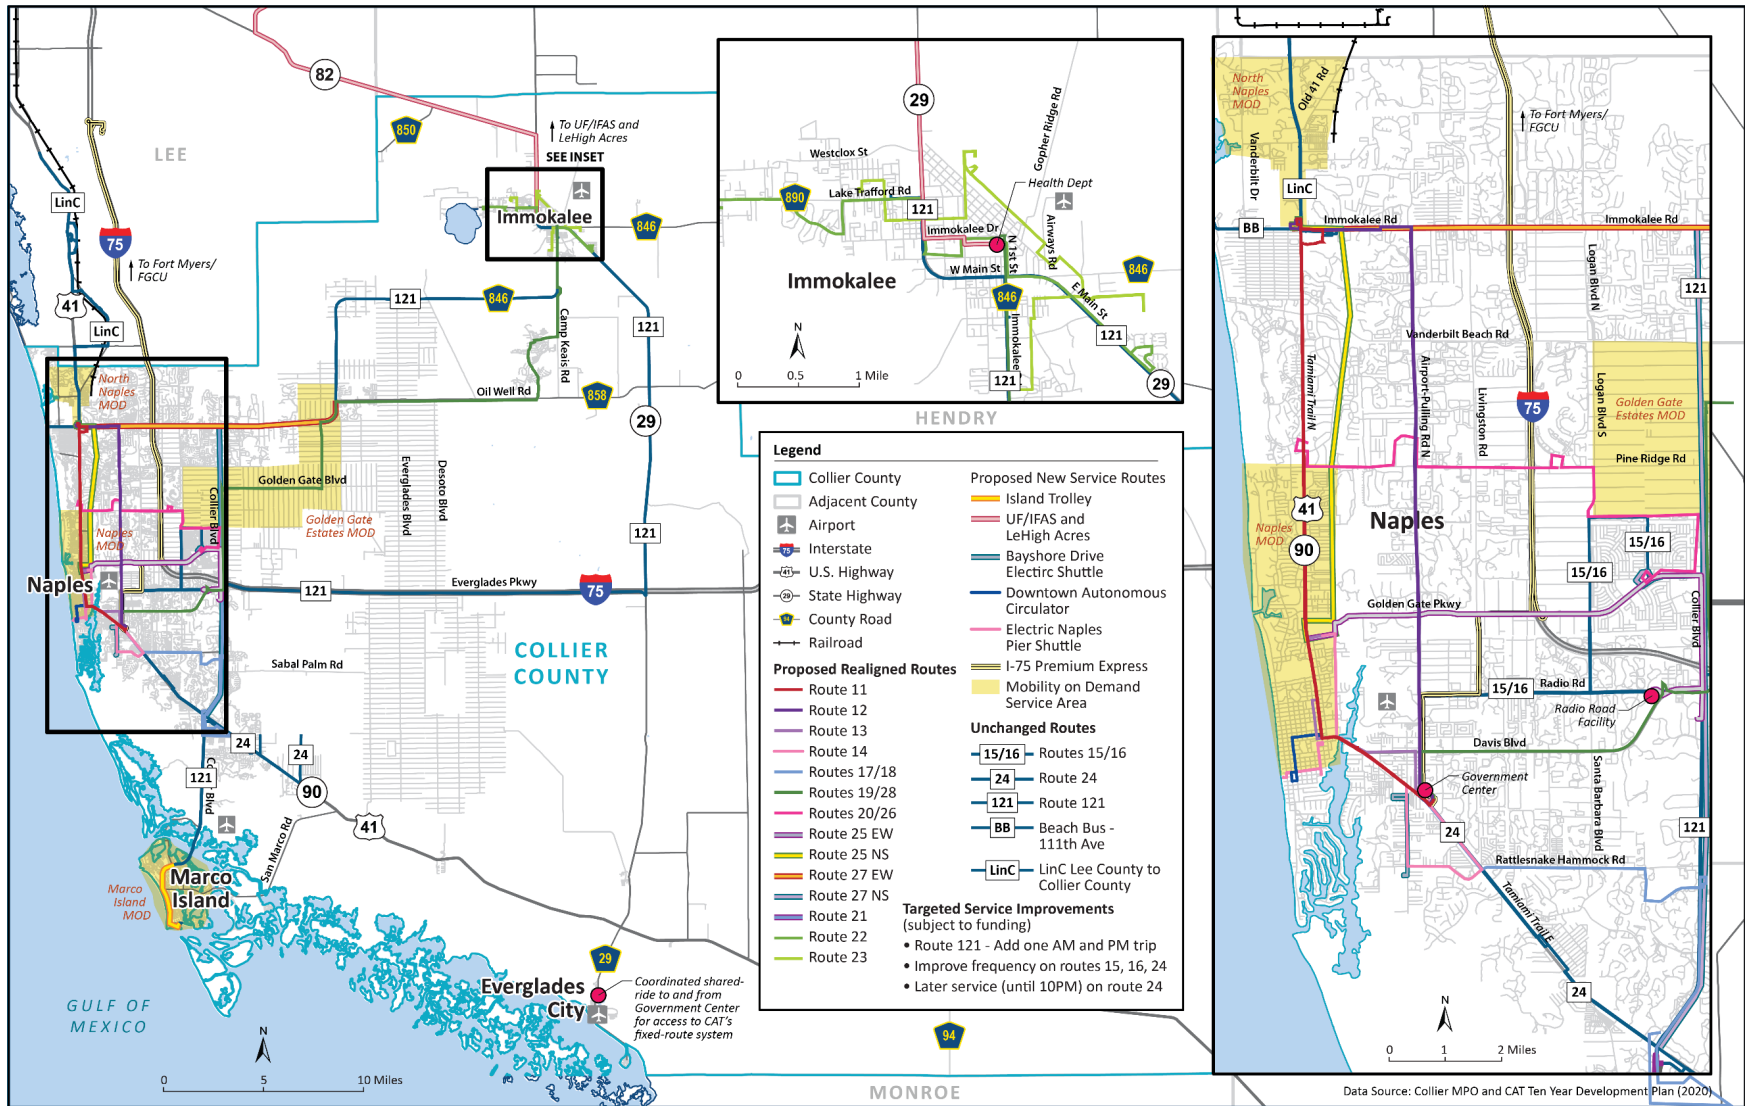 82
850
LEE
To UF/IFAS and
LeHigh Acres
SEE INSET
Immokalee
846
LinC
75
To Fort Myers/
FGCU
41
LinC
121
846
121
Camp Keais Rd
Oil Well Rd
858
29
North
Naples
MOD
Everglades Blvd
Desoto Blvd
Golden Gate Blvd
Collier Blvd
Golden Gate
Estates MOD
Naples
MOD
121
Naples
121
Everglades Pkwy
75
COLLIER
COUNTY
Sabal Palm Rd
24
24
121
90
41
San Marco Rd
Marco
Island
Marco
Island
MOD
29
Everglades
City
Coordinated shared-
ride to and from
Government Center
for access to CAT's
fixed-route system
GULF OF
MEXICO
N
0 5 10 Miles
HENDRY
MONROE
94
29
Gopher Ridge Rd
Westclox St
Health Dept
890
Lake Trafford Rd
121
Immokalee Dr
N 1st St
Airways Rd
W Main St
846
846
Immokalee
E Main St
Immokalee
121
121
29
N
0 0.5 1 Mile
Legend
Collier County
Adjacent County
Airport
75
Interstate
41
U.S. Highway
29
State Highway
County Road
Railroad
Proposed Realigned Routes
Route 11
Route 12
Route 13
Route 14
Routes 17/18
Routes 19/28
Routes 20/26
Route 25 EW
Route 25 NS
Route 27 EW
Route 27 NS
Route 21
Route 22
Route 23
Proposed New Service Routes
Island Trolley
UF/IFAS and
LeHigh Acres
Bayshore Drive
Electirc Shuttle
Downtown Autonomous
Circulator
Electric Naples
Pier Shuttle
I-75 Premium Express
Mobility on Demand
Service Area
Unchanged Routes
15/16 Routes 15/16
24 Route 24
121 Route 121
BB Beach Bus -
111th Ave
LinC LinC Lee County to
Collier County
Targeted Service Improvements
(subject to funding)
• Route 121 - Add one AM and PM trip
• Improve frequency on routes 15, 16, 24
• Later service (until 10PM) on route 24
North
Naples
MOD
Old 41 Rd
To Fort Myers/
FGCU
Vanderbilt Dr
LinC
BB
Immokalee Rd
Immokalee Rd
Logan Blvd N
121
Vanderbilt Beach Rd
Tamiami Trail N
Airport-Pulling Rd N
Livingston Rd
75
Logan Blvd S
Golden Gate
Estates MOD
Pine Ridge Rd
41
Naples
Naples
MOD
90
15/16
15/16
Golden Gate Pkwy
Collier Blvd
Radio Rd
15/16
Radio Road
Facility
Davis Blvd
Government
Center
Santa Barbara Blvd
24
121
Rattlesnake Hammock Rd
Tamiami Trail E
24
N
0 1 2 Miles
Data Source: Collier MPO and CAT Ten Year Development Plan (2020)